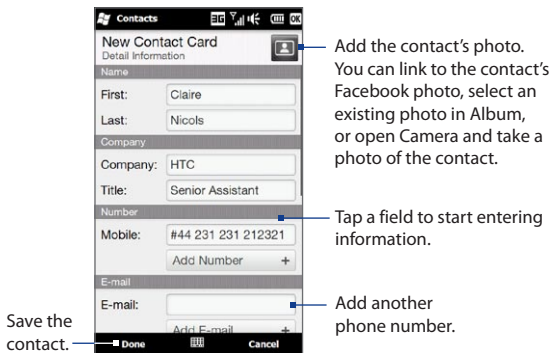 Contacts
OK
New Contact Card
Detail Information
Name
First: Claire
Last: Nicols
Company
Company: HTC
Title: Senior Assistant
Number
Mobile: #44 231 231 212321
Add Number +
E-mail
E-mail:
Add E-mail +
Done Cancel
Add the contact’s photo.
You can link to the contact’s
Facebook photo, select an
existing photo in Album,
or open Camera and take a
photo of the contact.
Tap a field to start entering
information.
Add another
phone number.
Save the
contact.